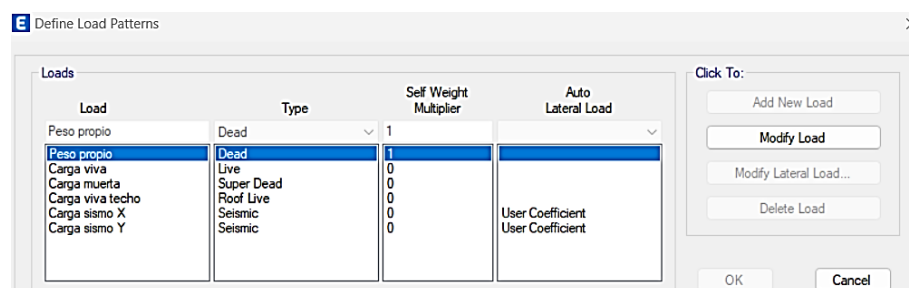 E Define Load Patterns
Loads
Load Type Self Weight Multiplier Auto Lateral Load
Peso propio Dead 1
Peso propio Dead 1
Carga viva Live 0
Carga muerta Super Dead 0
Carga viva techo Roof Live 0
Carga sismo X Seismic 0 User Coefficient
Carga sismo Y Seismic 0 User Coefficient
Click To:
Add New Load
Modify Load
Modify Lateral Load...
Delete Load
OK Cancel